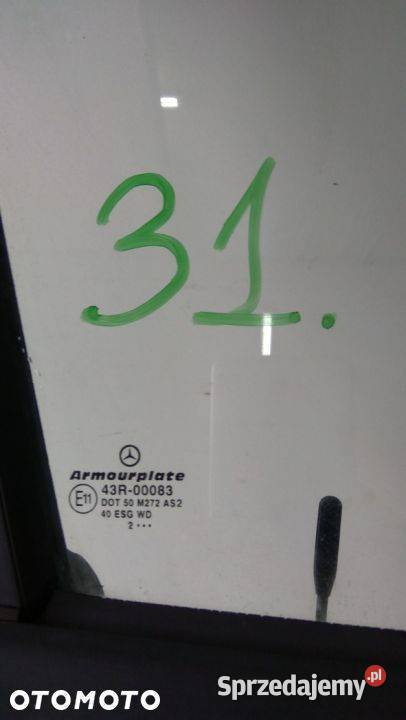 31.
Armourplate
E11 43R-00083
DOT 50 M272 AS2
40 ESG WD
2 •••
OTOMOTO
Sprzedajemy.pl